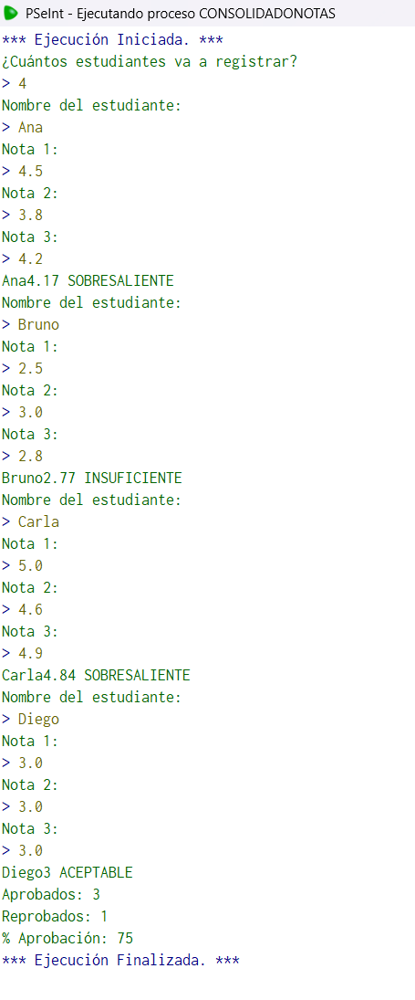 PSeInt - Ejecutando proceso CONSOLIDADONOTAS
*** Ejecución Iniciada. ***
¿Cuántos estudiantes va a registrar?
> 4
Nombre del estudiante:
> Ana
Nota 1:
> 4.5
Nota 2:
> 3.8
Nota 3:
> 4.2
Ana4.17 SOBRESALIENTE
Nombre del estudiante:
> Bruno
Nota 1:
> 2.5
Nota 2:
> 3.0
Nota 3:
> 2.8
Bruno2.77 INSUFICIENTE
Nombre del estudiante:
> Carla
Nota 1:
> 5.0
Nota 2:
> 4.6
Nota 3:
> 4.9
Carla4.84 SOBRESALIENTE
Nombre del estudiante:
> Diego
Nota 1:
> 3.0
Nota 2:
> 3.0
Nota 3:
> 3.0
Diego3 ACEPTABLE
Aprobados: 3
Reprobados: 1
% Aprobación: 75
*** Ejecución Finalizada. ***